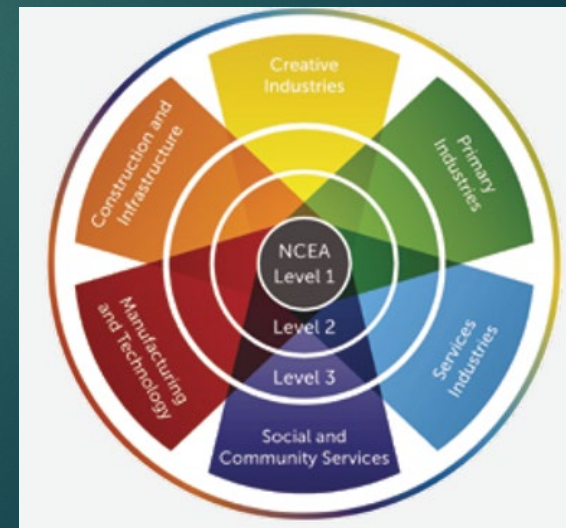 Creative
Industries
Primary
Industries
Services
Industries
Social and
Community Services
Manufacturing
and Technology
Construction and
Infrastructure
NCEA
Level 1
Level 2
Level 3